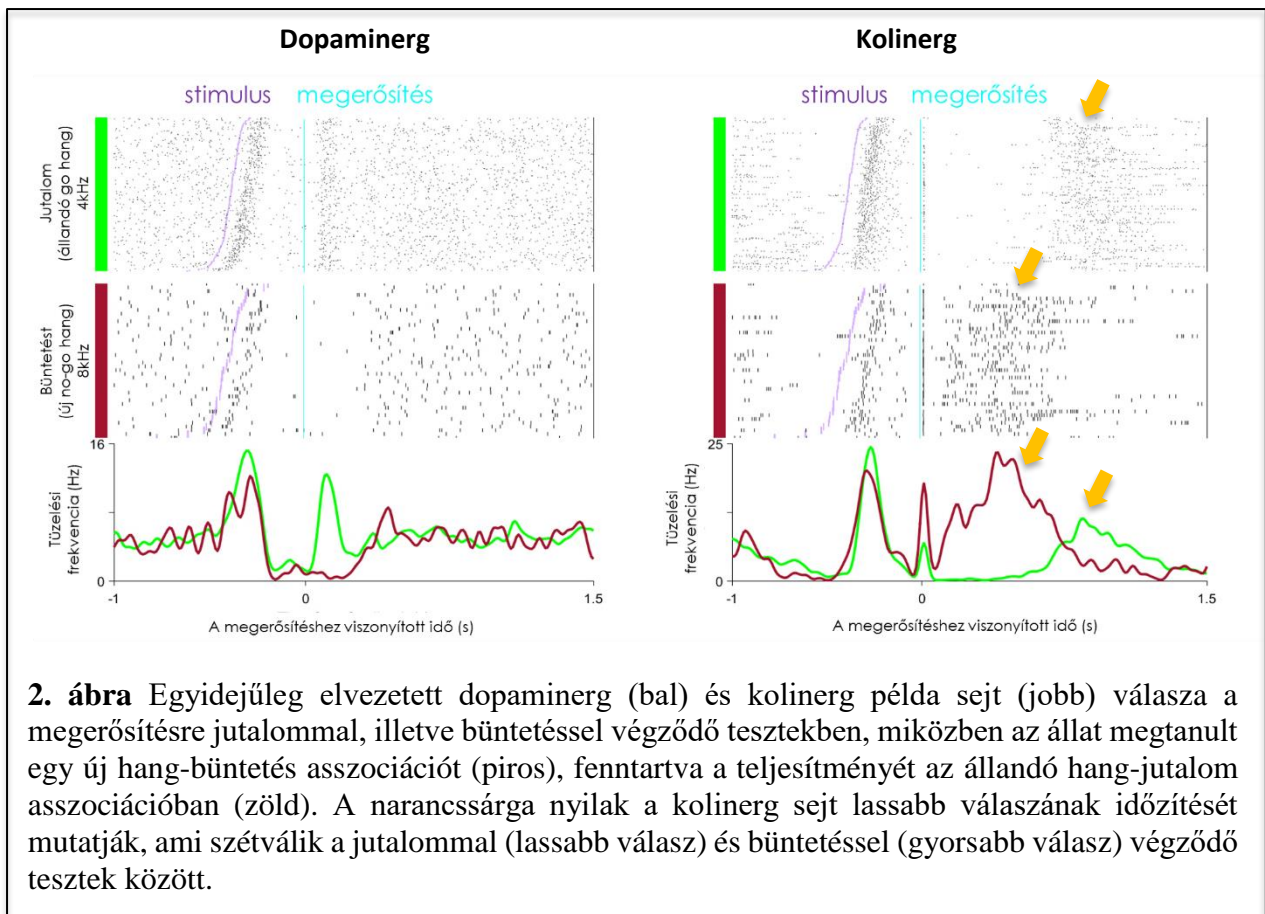 Dopaminerg
Kolinerg
stimulus megerősítés
stimulus megerősítés
Jutalom
(állandó go hang)
4kHz
Büntetést
(új no-go hang)
8kHz
16
Tüzelési
frekvencia (Hz)
0
-1 0 1.5
A megerősítéshez viszonyított idő (s)
25
Tüzelési
frekvencia (Hz)
0
-1 0 1.5
A megerősítéshez viszonyított idő (s)
2. ábra Egyidejűleg elvezetett dopaminerg (bal) és kolinerg példa sejt (jobb) válasza a
megerősítésre jutalommal, illetve büntetéssel végződő tesztekben, miközben az állat megtanult
egy új hang-büntetés asszociációt (piros), fenntartva a teljesítményét az állandó hang-jutalom
asszociációban (zöld). A narancssárga nyilak a kolinerg sejt lassabb válaszának időzítését
mutatják, ami szétválik a jutalommal (lassabb válasz) és büntetéssel (gyorsabb válasz) végződő
tesztek között.